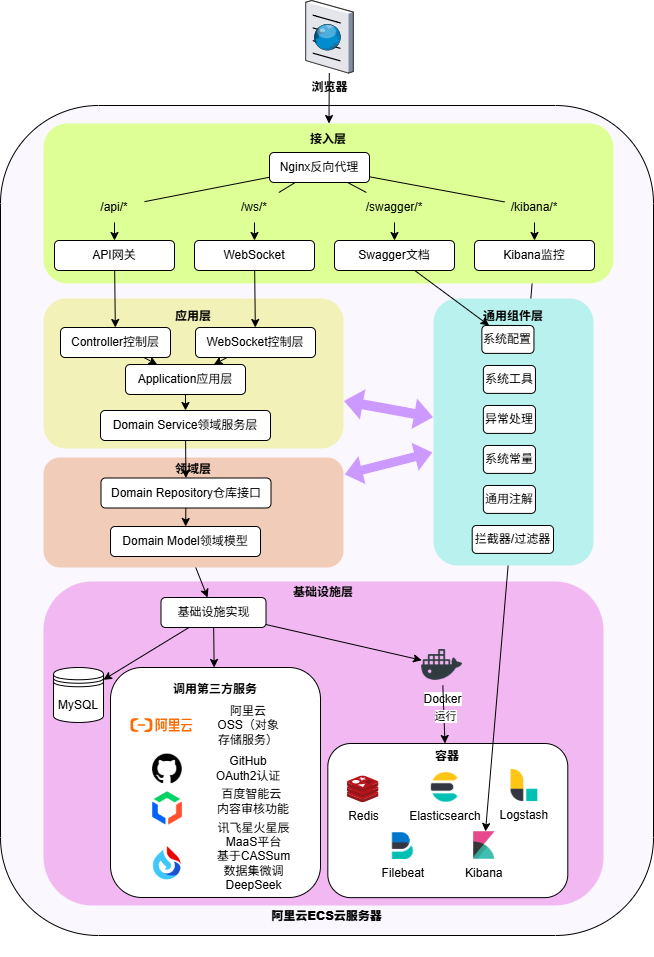 浏览器
接入层
Nginx反向代理
/api/*
/ws/*
/swagger/*
/kibana/*
API网关
WebSocket
Swagger文档
Kibana监控
应用层
Controller控制层
WebSocket控制层
Application应用层
Domain Service领域服务层
通用组件层
系统配置
系统工具
异常处理
系统常量
通用注解
拦截器/过滤器
领域层
Domain Repository仓库接口
Domain Model领域模型
基础设施层
基础设施实现
MySQL
调用第三方服务
阿里云
阿里云
OSS（对象
存储服务）
GitHub
OAuth2认证
百度智能云
内容审核功能
讯飞星火星辰
MaaS平台
基于CASSum
数据集微调
DeepSeek
Docker
运行
容器
Redis
Elasticsearch
Logstash
Filebeat
Kibana
阿里云ECS云服务器